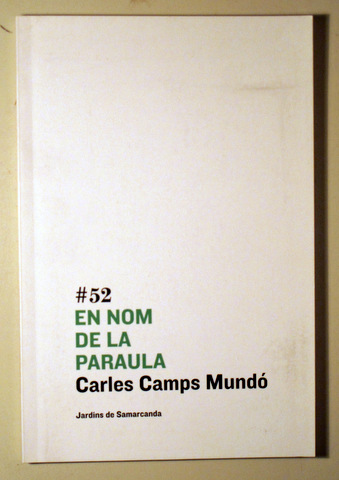 #52
EN NOM
DE LA
PARAULA
Carles Camps Mundó
Jardins de Samarcanda